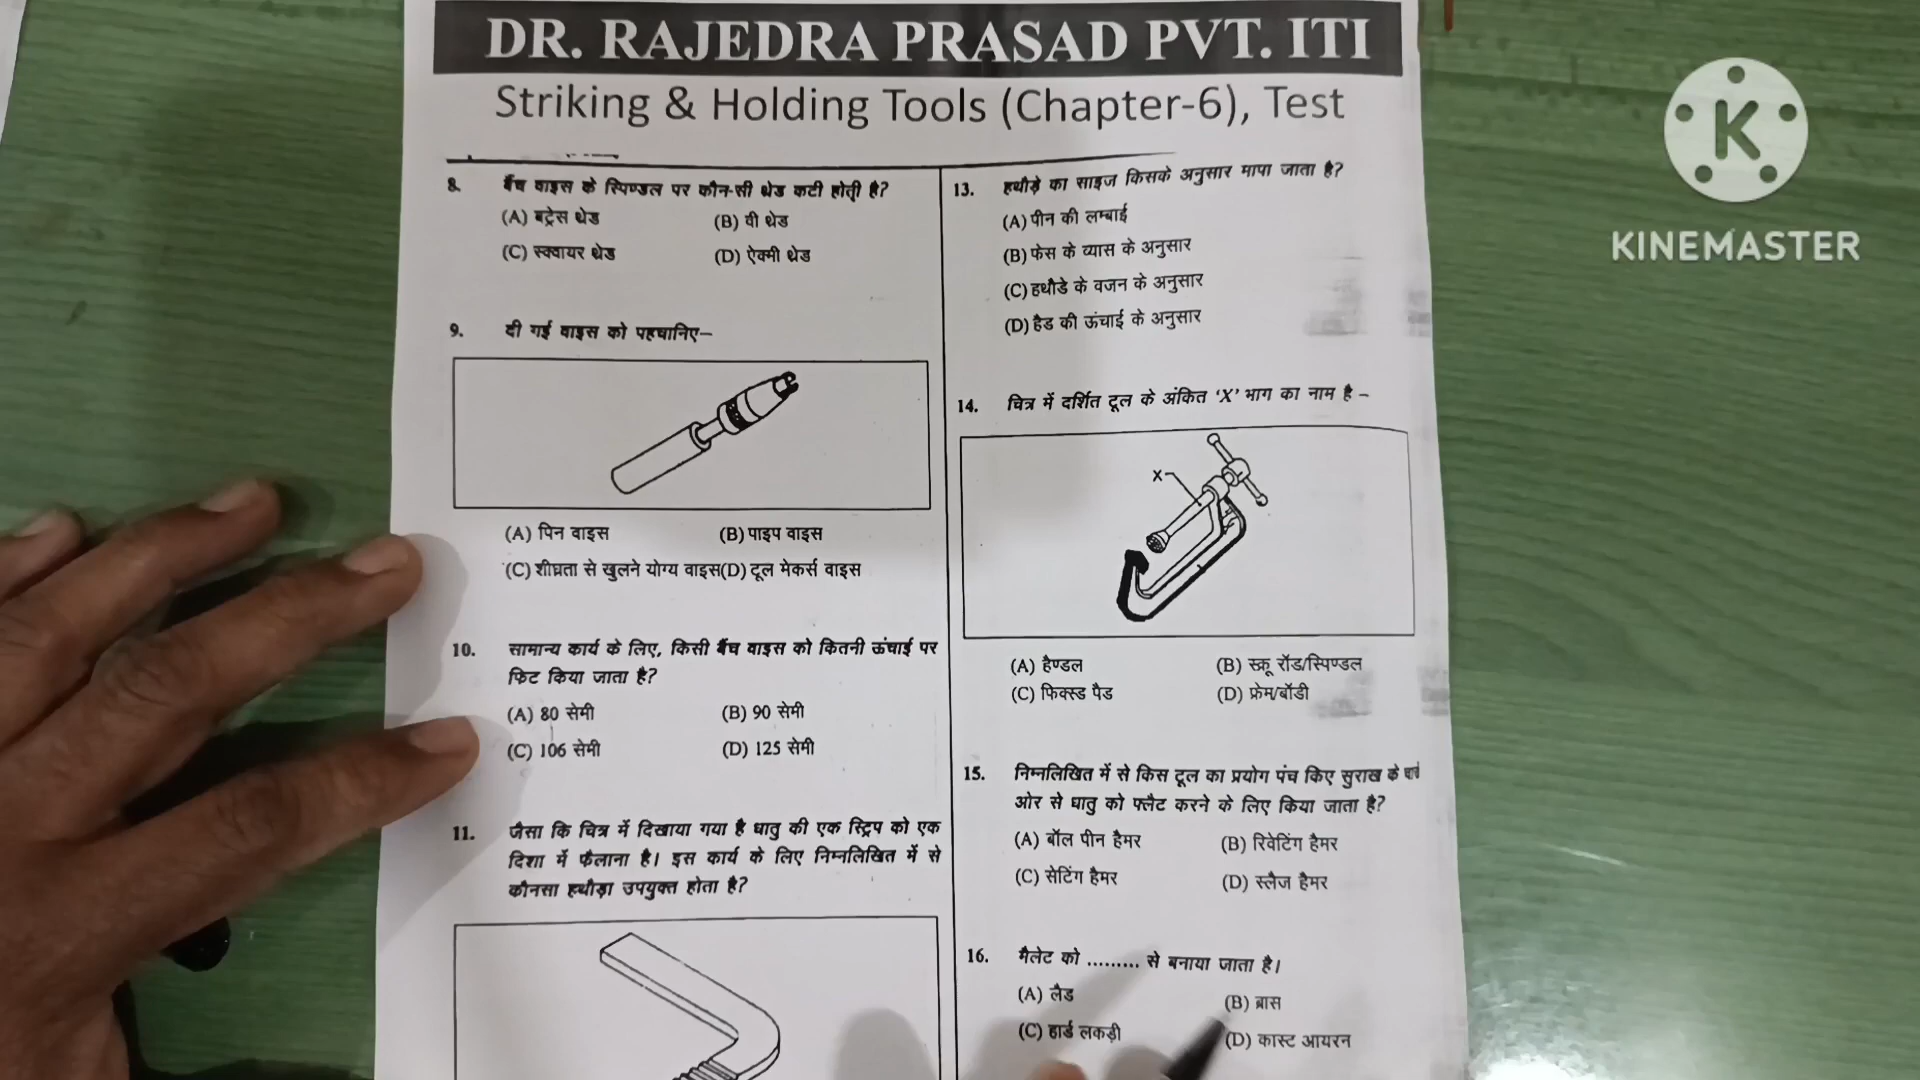 DR. RAJEDRA PRASAD PVT. ITI
Striking & Holding Tools (Chapter-6), Test
8. बैंच वाइस के स्पिण्डल पर कौन-सी थ्रेड कटी होती है?
(A) बट्रेस थ्रेड (B) वी थ्रेड
(C) स्क्वायर थ्रेड (D) ऐक्मी थ्रेड
9. दी गई वाइस को पहचानिए–
(A) पिन वाइस (B) पाइप वाइस
(C) शीघ्रता से खुलने योग्य वाइस(D) टूल मेकर्स वाइस
10. सामान्य कार्य के लिए, किसी बैंच वाइस को कितनी ऊंचाई पर
फिट किया जाता है?
(A) 80 सेमी (B) 90 सेमी
(C) 106 सेमी (D) 125 सेमी
11. जैसा कि चित्र में दिखाया गया है धातु की एक स्ट्रिप को एक
दिशा में फैलाना है। इस कार्य के लिए निम्नलिखित में से
कौनसा हथौड़ा उपयुक्त होता है?
13. हथौड़े का साइज किसके अनुसार मापा जाता है?
(A) पीन की लम्बाई
(B) फेस के व्यास के अनुसार
(C) हथौडे के वजन के अनुसार
(D) हैड की ऊंचाई के अनुसार
14. चित्र में दर्शित टूल के अंकित ‘X’ भाग का नाम है –
X
(A) हैण्डल (B) स्क्रू रॉड/स्पिण्डल
(C) फिक्स्ड पैड (D) फ्रेम/बॉडी
15. निम्नलिखित में से किस टूल का प्रयोग पंच किए सुराख के
ओर से धातु को फ्लैट करने के लिए किया जाता है?
(A) बॉल पीन हैमर (B) रिवेटिंग हैमर
(C) सेटिंग हैमर (D) स्लैज हैमर
16. मैलेट को ......... से बनाया जाता है।
(A) लैड (B) ब्रास
(C) हार्ड लकड़ी (D) कास्ट आयरन
K
KINEMASTER